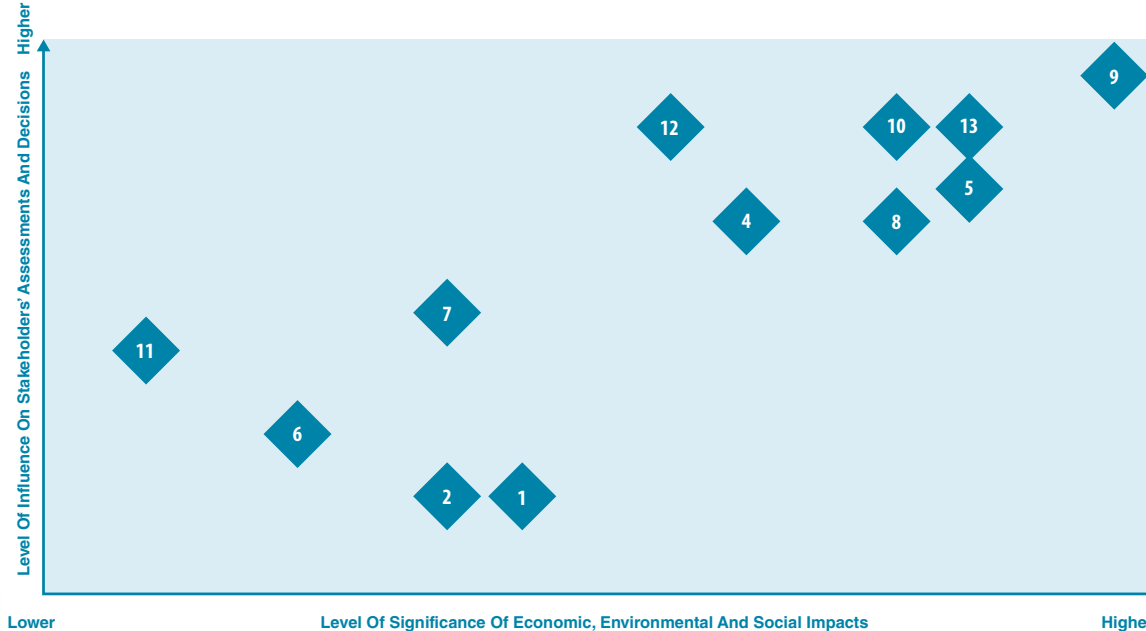 Higher
Level Of Influence On Stakeholders' Assessments And Decisions
9
12
10
13
5
4
8
7
11
6
2
1
Lower
Level Of Significance Of Economic, Environmental And Social Impacts
Highe